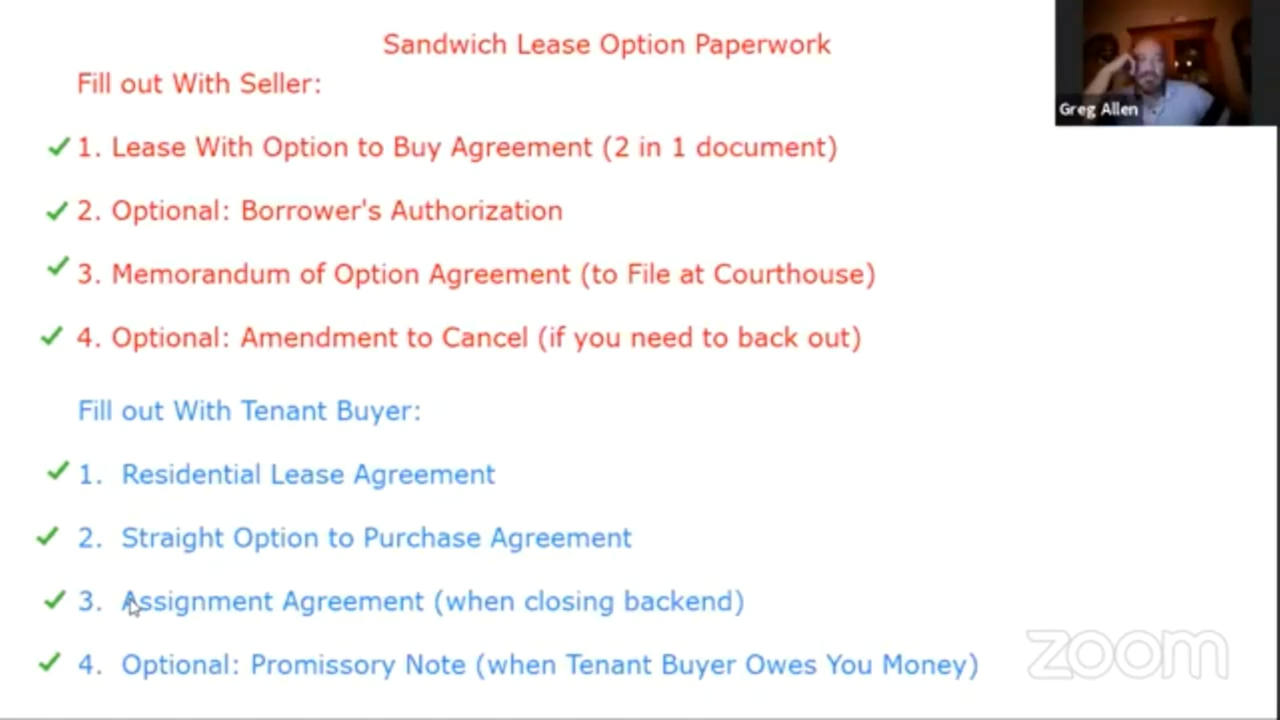 Sandwich Lease Option Paperwork
Fill out With Seller:
1. Lease With Option to Buy Agreement (2 in 1 document)
2. Optional: Borrower's Authorization
3. Memorandum of Option Agreement (to File at Courthouse)
4. Optional: Amendment to Cancel (if you need to back out)
Fill out With Tenant Buyer:
1. Residential Lease Agreement
2. Straight Option to Purchase Agreement
3. Assignment Agreement (when closing backend)
4. Optional: Promissory Note (when Tenant Buyer Owes You Money)
Greg Allen
zoom